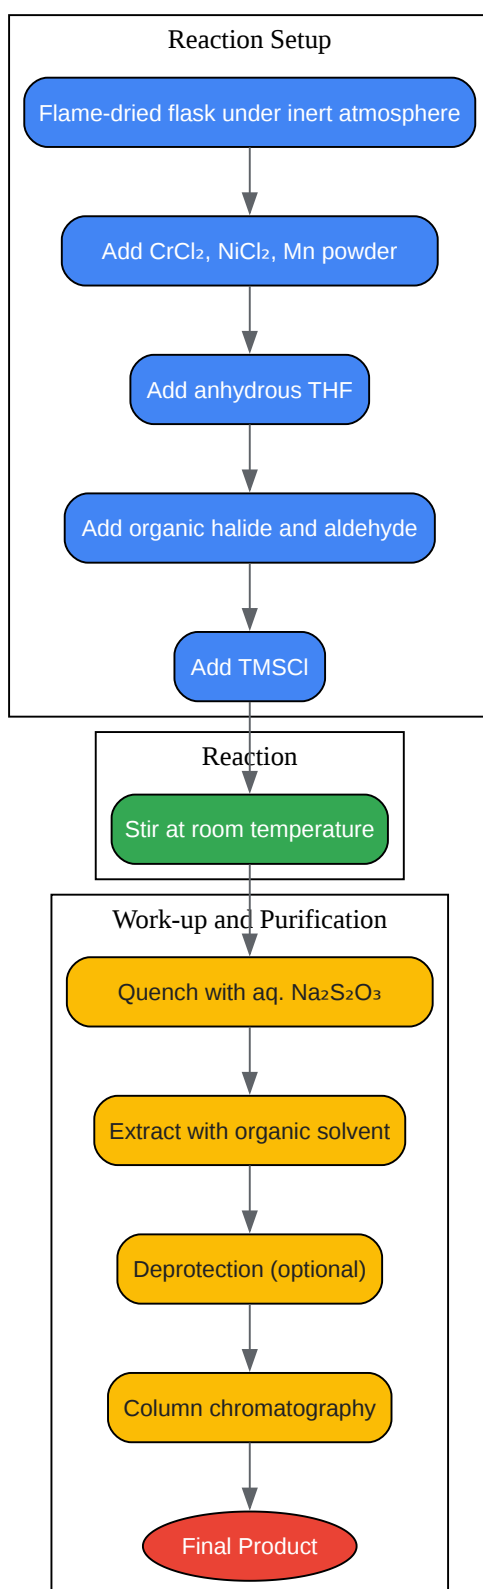 Reaction Setup
Flame-dried flask under inert atmosphere
Add CrCl₂, NiCl₂, Mn powder
Add anhydrous THF
Add organic halide and aldehyde
Add TMSCl
Reaction
Stir at room temperature
Work-up and Purification
Quench with aq. Na₂S₂O₃
Extract with organic solvent
Deprotection (optional)
Column chromatography
Final Product